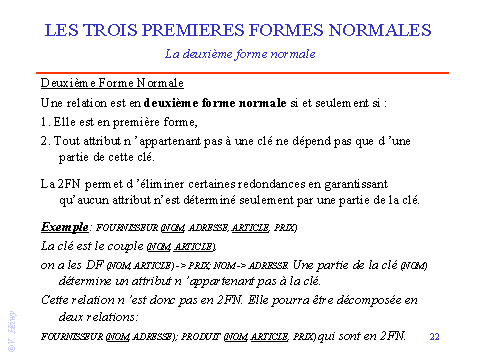 LES TROIS PREMIERES FORMES NORMALES
La deuxième forme normale
Deuxième Forme Normale
Une relation est en deuxième forme normale si et seulement si :
1. Elle est en première forme,
2. Tout attribut n ’appartenant pas à une clé ne dépend pas que d ’une
partie de cette clé.
La 2FN permet d ’éliminer certaines redondances en garantissant
qu’aucun attribut n’est déterminé seulement par une partie de la clé.
Exemple: FOURNISSEUR (NOM, ADRESSE, ARTICLE, PRIX)
La clé est le couple (NOM, ARTICLE).
on a les DF (NOM, ARTICLE) -> PRIX; NOM -> ADRESSE. Une partie de la clé (NOM)
détermine un attribut n ’appartenant pas à la clé.
Cette relation n ’est donc pas en 2FN. Elle pourra être décomposée en
deux relations:
FOURNISSEUR (NOM, ADRESSE); PRODUIT (NOM, ARTICLE, PRIX) qui sont en 2FN.
22